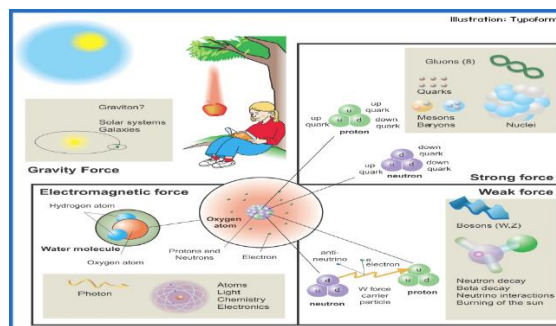 Illustration: Typoform
Graviton?
Solar systems
Galaxies
Gravity Force
Gluons (8)
Quarks
Mesons
Baryons
Nuclei
up
quark
up
quark
down
quark
proton
down
quark
up
quark
down
quark
neutron
Strong force
Electromagnetic force
Hydrogen atom
Water molecule
Oxygen atom
Oxygen
atom
Protons and
Neutrons
Electron
Photon
Atoms
Light
Chemistry
Electronics
Weak force
Bosons (W,Z)
Neutron decay
Beta decay
Neutrino interactions
Burning of the sun
anti-
neutrino
electron
W force
carrier
particle
neutron
proton
u
u
d
d
u
d
d
u
d
u
u
d